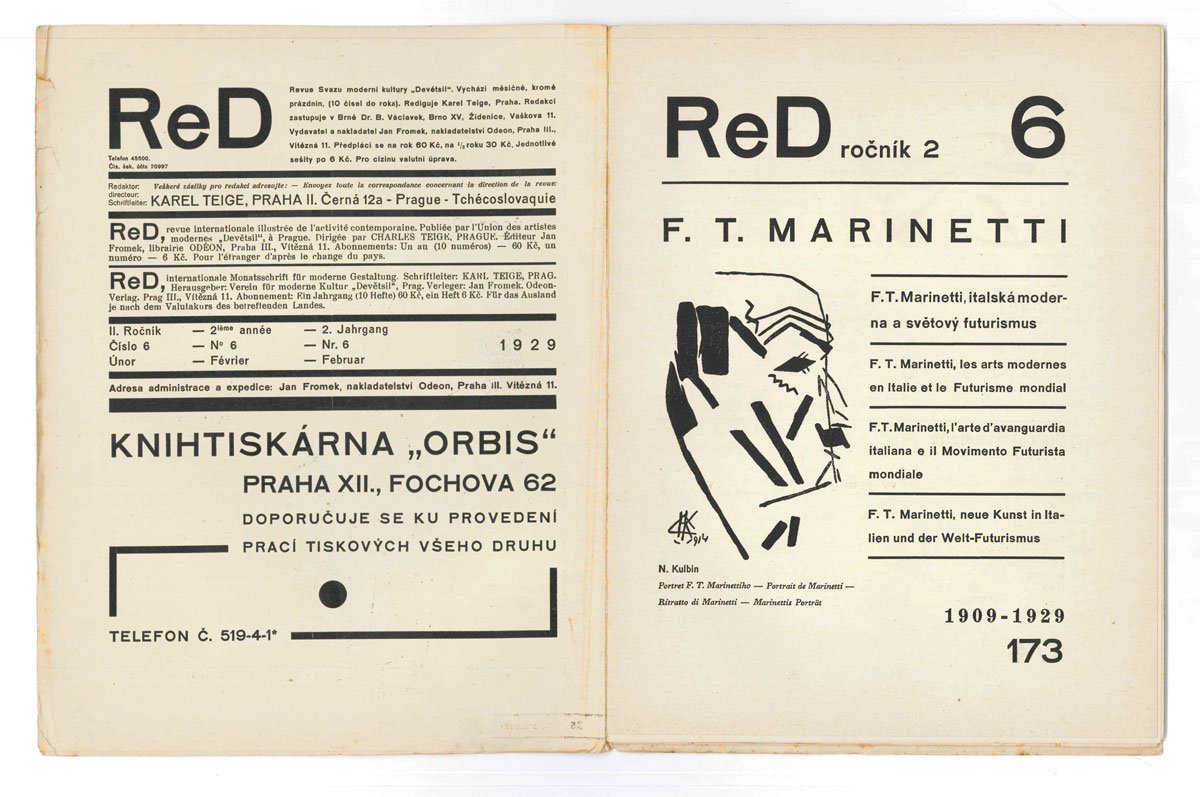 ReD
Telefon 45500.
Čís. šek. účtu 20997
Revue Svazu moderní kultury „Devětsil“. Vychází měsíčně, kromě
prázdnin, (10 čísel do roka). Rediguje Karel Teige, Praha. Redakci
zastupuje v Brně Dr. B. Václavek, Brno XV, Židenice, Vaškova 11.
Vydavatel a nakladatel Jan Fromek, nakladatelství Odeon, Praha III.,
Vítězná 11. Předplácí se na rok 60 Kč, na ½ roku 30 Kč. Jednotlivé
sešity po 6 Kč. Pro cizinu valutní úprava.
Redaktor:
directeur:
Schriftleiter:
Veškeré zásilky pro redakci adresujte: — Envoyez toute la correspondance concernant la direction de la revue:
KAREL TEIGE, PRAHA II. Černá 12a - Prague - Tchécoslovaquie
ReD, revue internationale illustrée de l'activité contemporaine. Publiée par l'Union des artistes
modernes „Devětsil“, à Prague. Dirigée par CHARLES TEIGE, PRAGUE. Éditeur Jan
Fromek, librairie ODÉON, Praha III., Vítězná 11. Abonnements: Un an (10 numéros) — 60 Kč, un
numéro — 6 Kč. Pour l'étranger d'après le change du pays.
ReD, internationale Monatsschrift für moderne Gestaltung. Schriftleiter: KARL TEIGE, PRAG.
Herausgeber: Verein für moderne Kultur „Devětsil“, Prag. Verleger: Jan Fromek. Odeon-
Verlag. Prag III., Vítězná 11. Abonnement: Ein Jahrgang (10 Hefte) 60 Kč, ein Heft 6 Kč. Für das Ausland
je nach dem Valutakurs des betreffenden Landes.
II. Ročník — 2ième année — 2. Jahrgang
Číslo 6 — No 6 — Nr. 6 1929
Únor — Février — Februar
Adresa administrace a expedice: Jan Fromek, nakladatelství Odeon, Praha III. Vítězná 11.
KNIHTISKÁRNA „ORBIS“
PRAHA XII., FOCHOVA 62
DOPORUČUJE SE KU PROVEDENÍ
PRACÍ TISKOVÝCH VŠEHO DRUHU
TELEFON Č. 519-4-1*
ReD ročník 2 6
F. T. MARINETTI
F. T. Marinetti, italská moder-
na a světový futurismus
F. T. Marinetti, les arts modernes
en Italie et le Futurisme mondial
F. T. Marinetti, l'arte d'avanguardia
italiana e il Movimento Futurista
mondiale
F. T. Marinetti, neue Kunst in Ita-
lien und der Welt-Futurismus
N. Kulbin
Portret F. T. Marinettiho — Portrait de Marinetti —
Ritratto di Marinetti — Marinettis Porträt
1909-1929
173